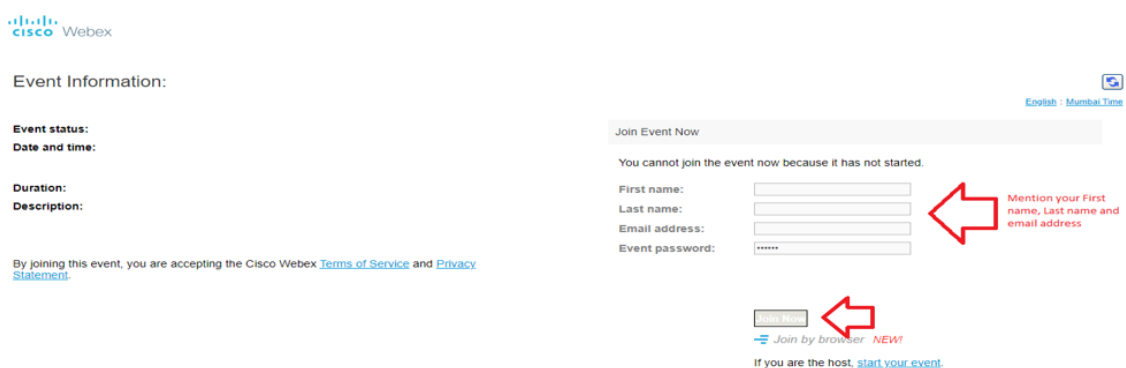 CISCO Webex
Event Information:
English : Mumbai Time
Event status:
Date and time:
Duration:
Description:
By joining this event, you are accepting the Cisco Webex Terms of Service and Privacy
Statement.
Join Event Now
You cannot join the event now because it has not started.
First name:
Last name:
Email address:
Event password:
••••••
Mention your First
name, Last name and
email address
Join Now
Join by browser NEW!
If you are the host, start your event.